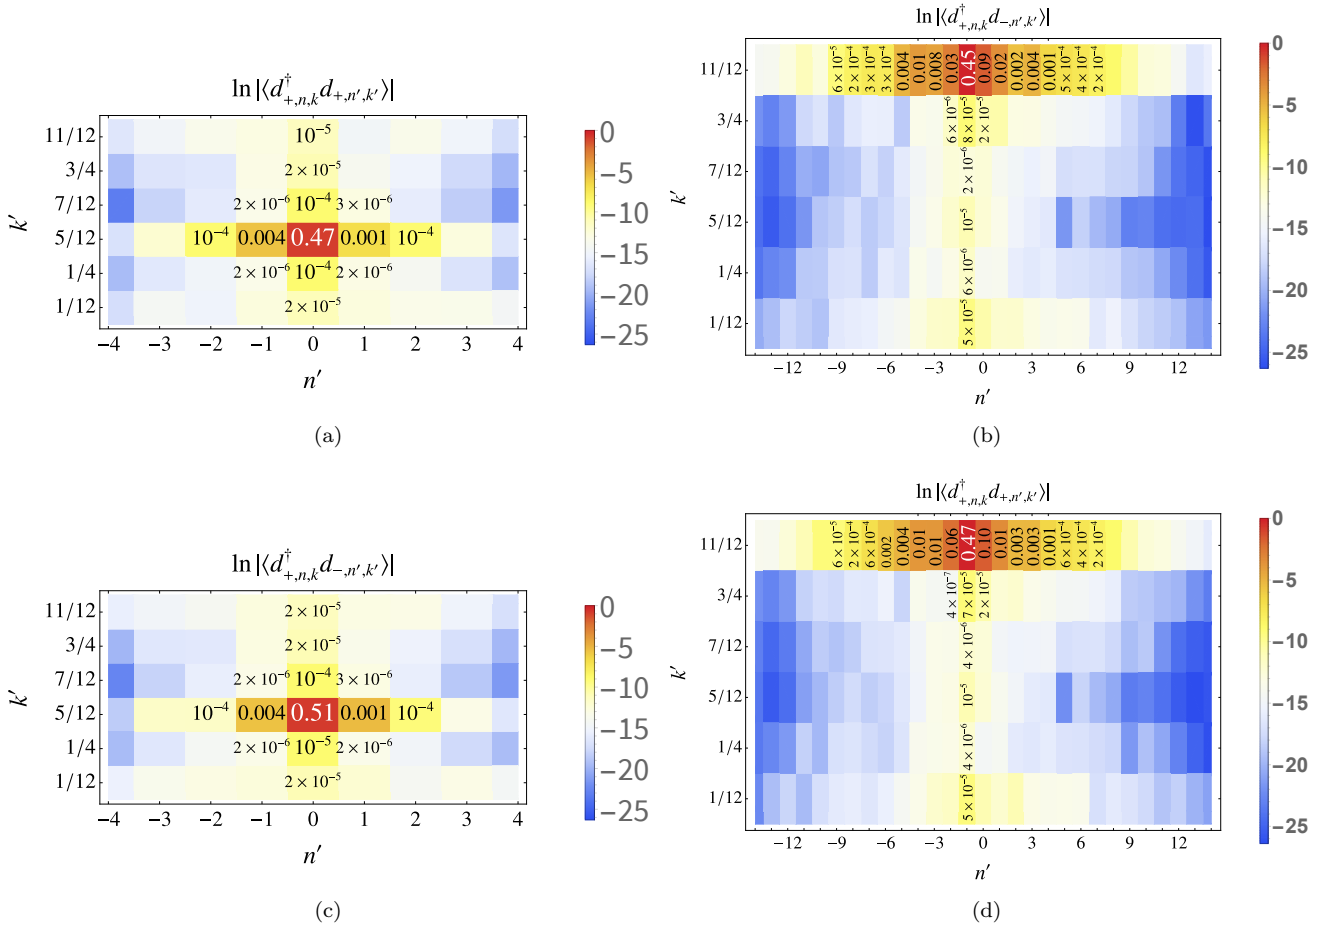 ln|⟨d†+,n,k d+,n′,k′⟩|
11/12
3/4
7/12
5/12
1/4
1/12
k′
10⁻⁵
2×10⁻⁵
2×10⁻⁶ 10⁻⁴ 3×10⁻⁶
10⁻⁴ 0.004 0.47 0.001 10⁻⁴
2×10⁻⁶ 10⁻⁴ 2×10⁻⁶
2×10⁻⁵
−4 −3 −2 −1 0 1 2 3 4
n′
0
−5
−10
−15
−20
−25
(a)
ln|⟨d†+,n,k d−,n′,k′⟩|
11/12
3/4
7/12
5/12
1/4
1/12
k′
6×10⁻⁵ 2×10⁻⁴ 3×10⁻⁴ 3×10⁻⁴ 0.004 0.01 0.008 0.03 0.45 0.09 0.02 0.002 0.004 0.001 5×10⁻⁴ 4×10⁻⁴ 2×10⁻⁴
6×10⁻⁶ 8×10⁻⁵ 2×10⁻⁵
2×10⁻⁶
10⁻⁵
6×10⁻⁶
5×10⁻⁵
−12 −9 −6 −3 0 3 6 9 12
n′
0
−5
−10
−15
−20
−25
(b)
ln|⟨d†+,n,k d−,n′,k′⟩|
11/12
3/4
7/12
5/12
1/4
1/12
k′
2×10⁻⁵
2×10⁻⁵
2×10⁻⁶ 10⁻⁴ 3×10⁻⁶
10⁻⁴ 0.004 0.51 0.001 10⁻⁴
2×10⁻⁶ 10⁻⁵ 2×10⁻⁶
2×10⁻⁵
−4 −3 −2 −1 0 1 2 3 4
n′
0
−5
−10
−15
−20
−25
(c)
ln|⟨d†+,n,k d+,n′,k′⟩|
11/12
3/4
7/12
5/12
1/4
1/12
k′
6×10⁻⁵ 2×10⁻⁴ 6×10⁻⁴ 0.002 0.004 0.01 0.01 0.06 0.47 0.10 0.01 0.003 0.003 0.001 6×10⁻⁴ 4×10⁻⁴ 2×10⁻⁴
4×10⁻⁷ 7×10⁻⁵ 2×10⁻⁵
4×10⁻⁶
10⁻⁵
4×10⁻⁶
5×10⁻⁵
−12 −9 −6 −3 0 3 6 9 12
n′
0
−5
−10
−15
−20
−25
(d)